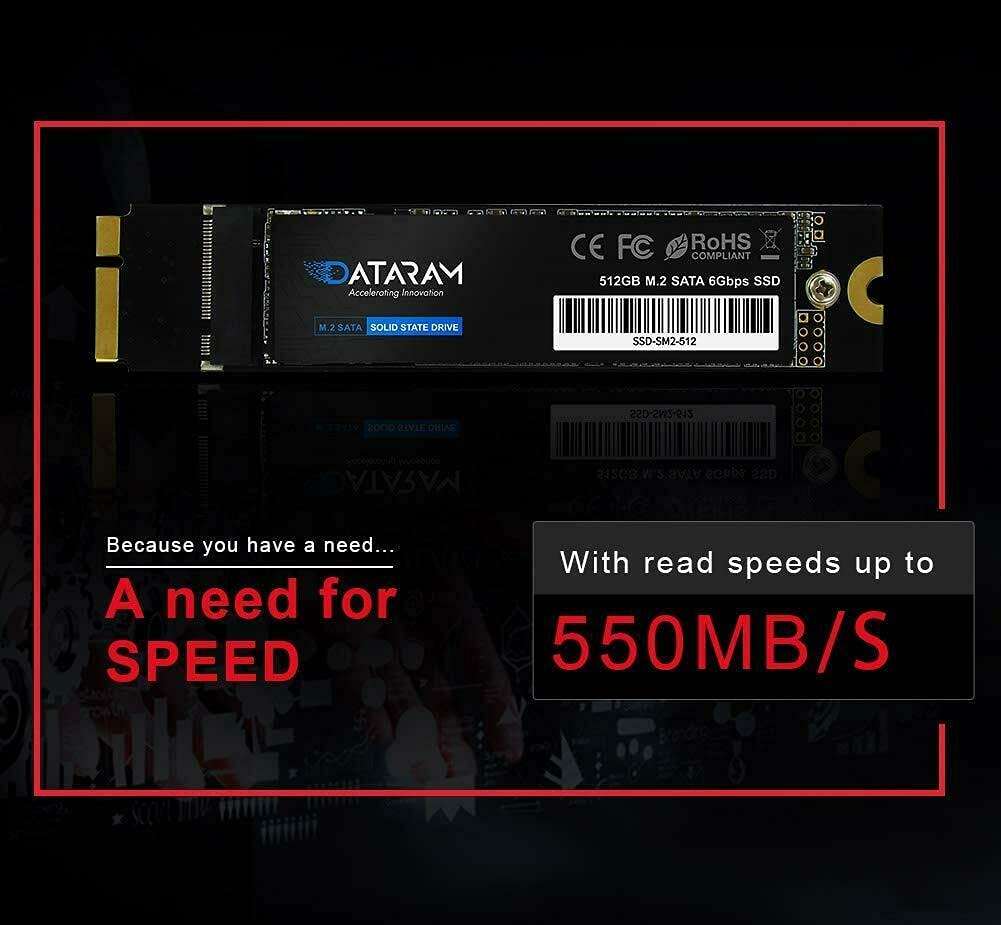 DATARAM
Accelerating Innovation
M.2 SATA SOLID STATE DRIVE
CE FC RoHS
COMPLIANT
512GB M.2 SATA 6Gbps SSD
SSD-SM2-512
Because you have a need...
A need for
SPEED
With read speeds up to
550MB/S